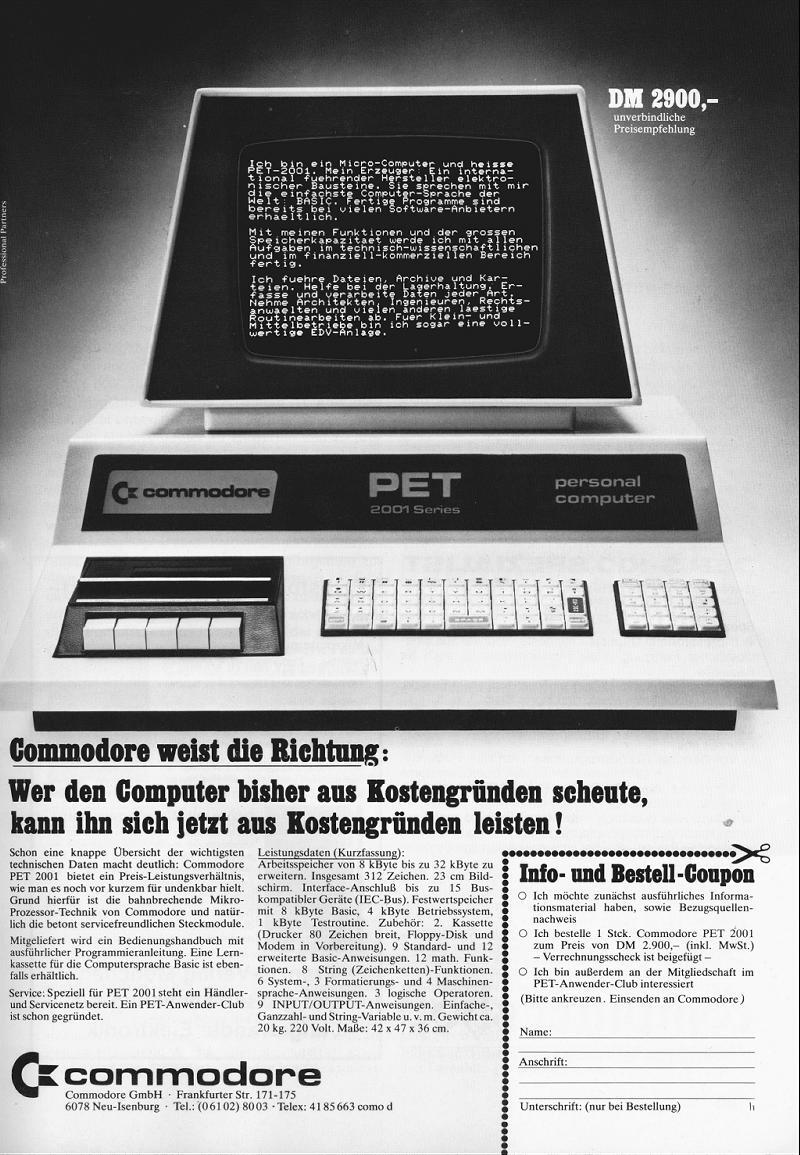 DM 2900,–
unverbindliche
Preisempfehlung
Professional Partners
Ich bin ein Micro-Computer und heisse
PET-2001. Mein Erzeuger: Ein interna-
tional fuehrender Hersteller elektro-
nischer Bausteine. Sie sprechen mit mir
die einfachste Computer-Sprache der
Welt: BASIC. Fertige Programme sind
bereits bei vielen Software-Anbietern
erhaeltlich.
Mit meinen Funktionen und der grossen
Speicherkapazitaet werde ich mit allen
Aufgaben im technisch-wissenschaftlichen
und im finanziell-kommerziellen Bereich
fertig.
Ich fuehre Dateien, Archive und Kar-
teien. Helfe bei der Lagerhaltung. Er-
fasse und verarbeite Daten jeder Art.
Nehme Architekten, Ingenieuren, Rechts-
anwaelten und vielen anderen laestige
Routinearbeiten ab. Fuer Klein- und
Mittelbetriebe bin ich sogar eine voll-
wertige EDV-Anlage.
commodore
PET
2001 Series
personal
computer
Commodore weist die Richtung:
Wer den Computer bisher aus Kostengründen scheute,
kann ihn sich jetzt aus Kostengründen leisten!
Schon eine knappe Übersicht der wichtigsten
technischen Daten macht deutlich: Commodore
PET 2001 bietet ein Preis-Leistungsverhältnis,
wie man es noch vor kurzem für undenkbar hielt.
Grund hierfür ist die bahnbrechende Mikro-
Prozessor-Technik von Commodore und natür-
lich die betont servicefreundlichen Steckmodule.
Mitgeliefert wird ein Bedienungshandbuch mit
ausführlicher Programmieranleitung. Eine Lern-
kassette für die Computersprache Basic ist eben-
falls erhältlich.
Service: Speziell für PET 2001 steht ein Händler-
und Servicenetz bereit. Ein PET-Anwender-Club
ist schon gegründet.
Leistungsdaten (Kurzfassung):
Arbeitsspeicher von 8 kByte bis zu 32 kByte zu
erweitern. Insgesamt 312 Zeichen. 23 cm Bild-
schirm. Interface-Anschluß bis zu 15 Bus-
kompatibler Geräte (IEC-Bus). Festwertspeicher
mit 8 kByte Basic, 4 kByte Betriebssystem,
1 kByte Testroutine. Zubehör: 2. Kassette
(Drucker 80 Zeichen breit, Floppy-Disk und
Modem in Vorbereitung). 9 Standard- und 12
erweiterte Basic-Anweisungen. 12 math. Funk-
tionen. 8 String (Zeichenketten)-Funktionen.
6 System-, 3 Formatierungs- und 4 Maschinen-
sprache-Anweisungen. 3 logische Operatoren.
9 INPUT/OUTPUT-Anweisungen. Einfache-,
Ganzzahl- und String-Variable u. v. m. Gewicht ca.
20 kg. 220 Volt. Maße: 42 x 47 x 36 cm.
Info- und Bestell-Coupon
Ich möchte zunächst ausführliches Informa-
tionsmaterial haben, sowie Bezugsquellen-
nachweis
Ich bestelle 1 Stck. Commodore PET 2001
zum Preis von DM 2.900,– (inkl. MwSt.)
– Verrechnungsscheck ist beigefügt –
Ich bin außerdem an der Mitgliedschaft im
PET-Anwender-Club interessiert
(Bitte ankreuzen. Einsenden an Commodore)
Name:
Anschrift:
Unterschrift: (nur bei Bestellung)
commodore
Commodore GmbH · Frankfurter Str. 171-175
6078 Neu-Isenburg · Tel.: (06102) 8003 · Telex: 4185663 como d